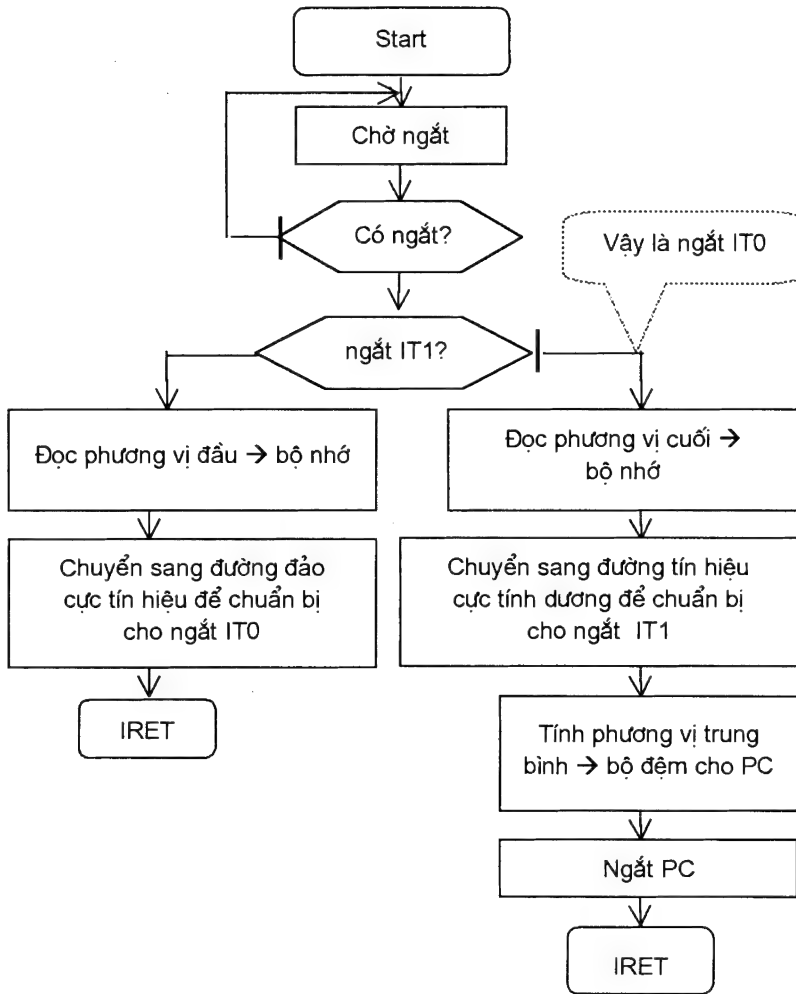 Start
Chờ ngắt
Có ngắt?
Vậy là ngắt IT0
ngắt IT1?
Đọc phương vị đầu → bộ nhớ
Đọc phương vị cuối →
bộ nhớ
Chuyển sang đường đảo
cực tín hiệu để chuẩn bị
cho ngắt IT0
Chuyển sang đường tín hiệu
cực tính dương để chuẩn bị
cho ngắt IT1
IRET
Tính phương vị trung
bình → bộ đệm cho PC
Ngắt PC
IRET